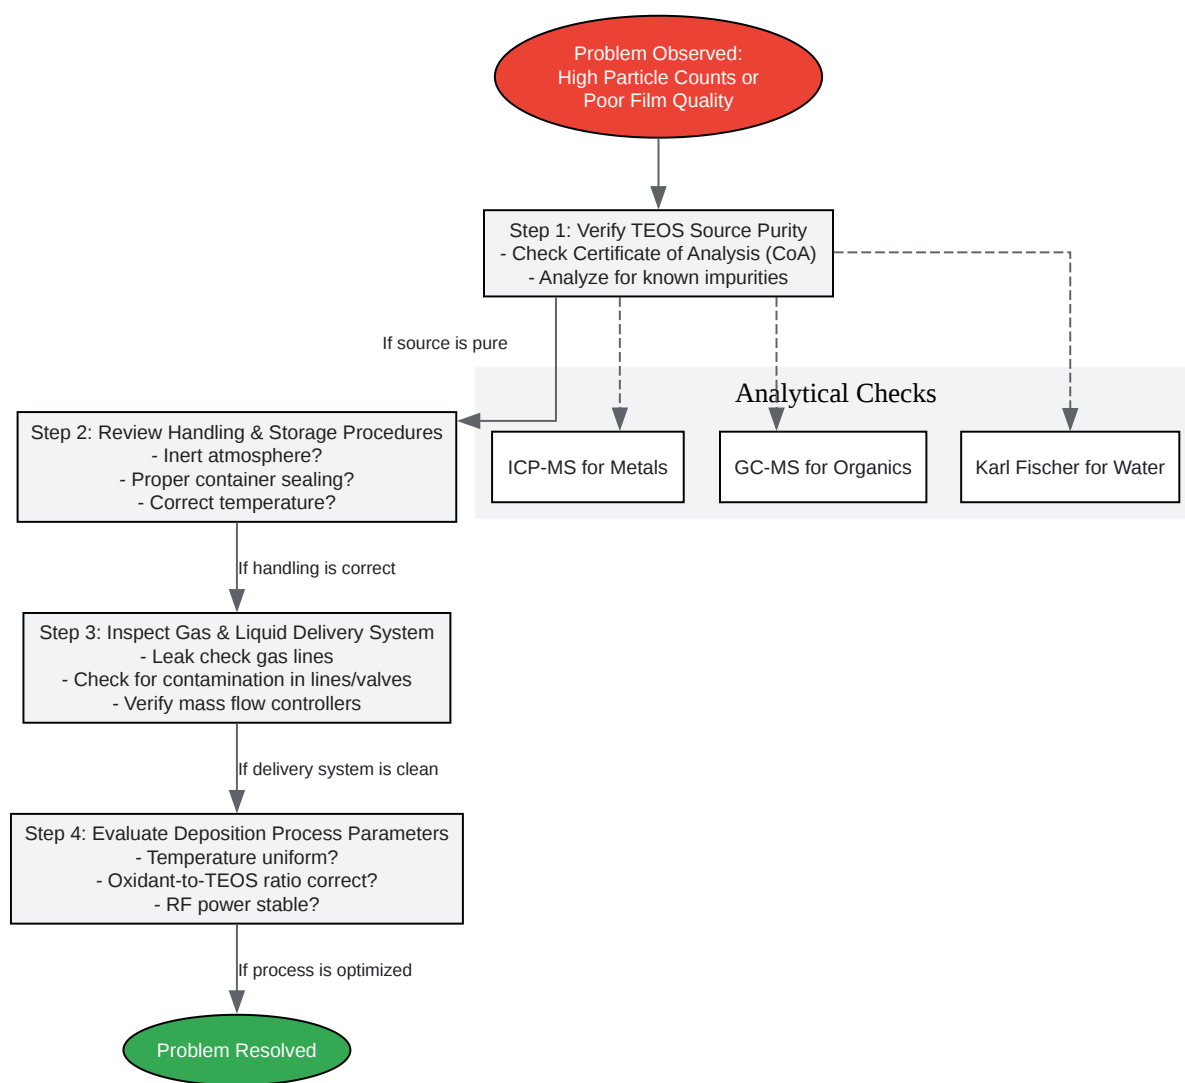 Problem Observed:
High Particle Counts or
Poor Film Quality
Step 1: Verify TEOS Source Purity
- Check Certificate of Analysis (CoA)
- Analyze for known impurities
If source is pure
Analytical Checks
ICP-MS for Metals
GC-MS for Organics
Karl Fischer for Water
Step 2: Review Handling & Storage Procedures
- Inert atmosphere?
- Proper container sealing?
- Correct temperature?
If handling is correct
Step 3: Inspect Gas & Liquid Delivery System
- Leak check gas lines
- Check for contamination in lines/valves
- Verify mass flow controllers
If delivery system is clean
Step 4: Evaluate Deposition Process Parameters
- Temperature uniform?
- Oxidant-to-TEOS ratio correct?
- RF power stable?
If process is optimized
Problem Resolved